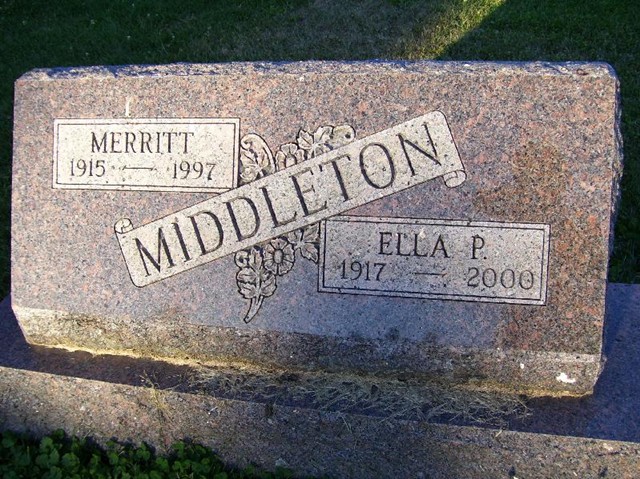 MERRITT
1915 — 1997
MIDDLETON
ELLA P.
1917 — 2000